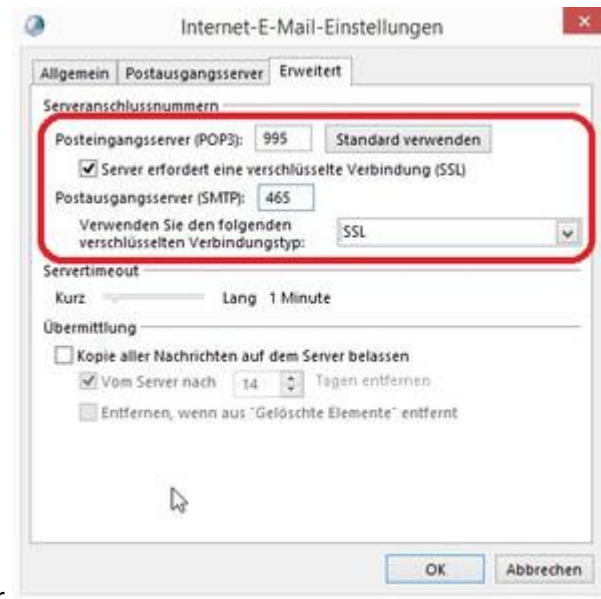 Internet-E-Mail-Einstellungen
Allgemein Postausgangsserver Erweitert
Serveranschlussnummern
Posteingangsserver (POP3): 995 Standard verwenden
Server erfordert eine verschlüsselte Verbindung (SSL)
Postausgangsserver (SMTP): 465
Verwenden Sie den folgenden
verschlüsselten Verbindungstyp: SSL
Servertimeout
Kurz Lang 1 Minute
Übermittlung
Kopie aller Nachrichten auf dem Server belassen
Vom Server nach 14 Tagen entfernen
Entfernen, wenn aus "Gelöschte Elemente" entfernt
OK Abbrechen